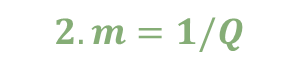 2. m = 1/Q